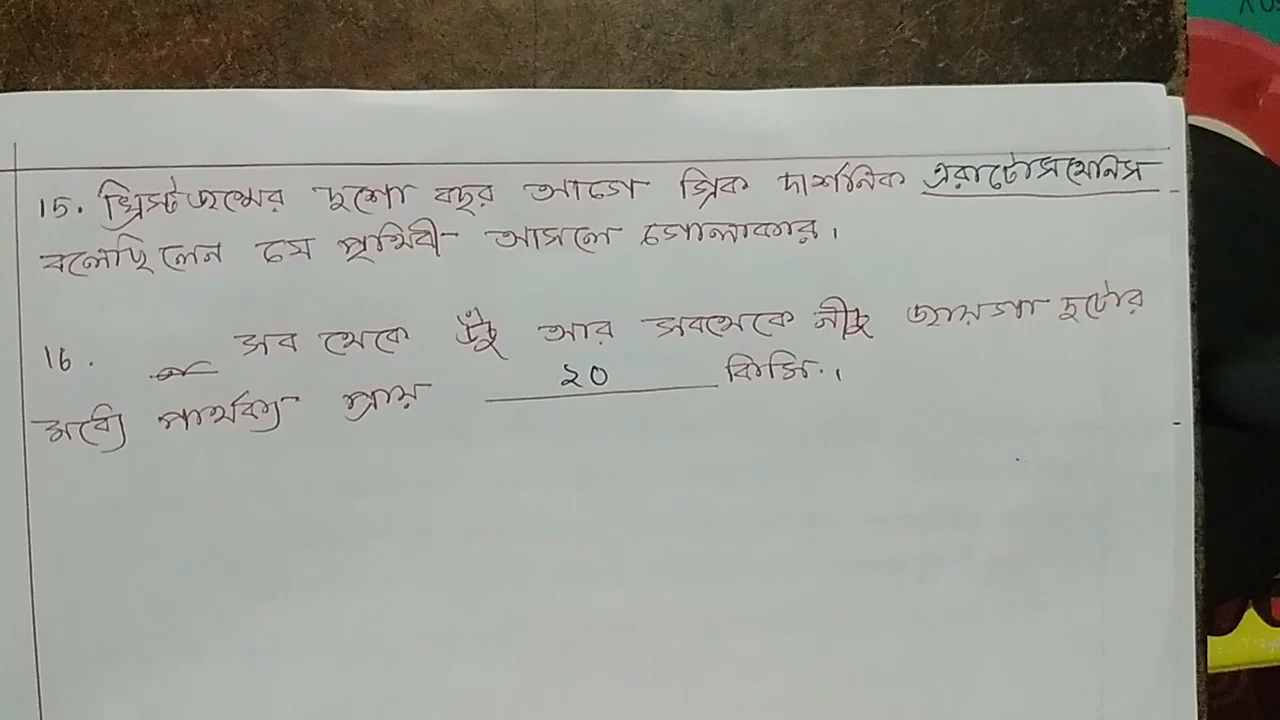 15. খ্রিস্টজন্মের দুশো বছর আগে গ্রিক দার্শনিক এরাটোসথেনিস
বলেছিলেন যে পৃথিবী আসলে গোলাকার।
16. সব থেকে উঁচু আর সবথেকে নীচু জায়গা দুটোর
মধ্যে পার্থক্য প্রায় ২০ কিমি.।